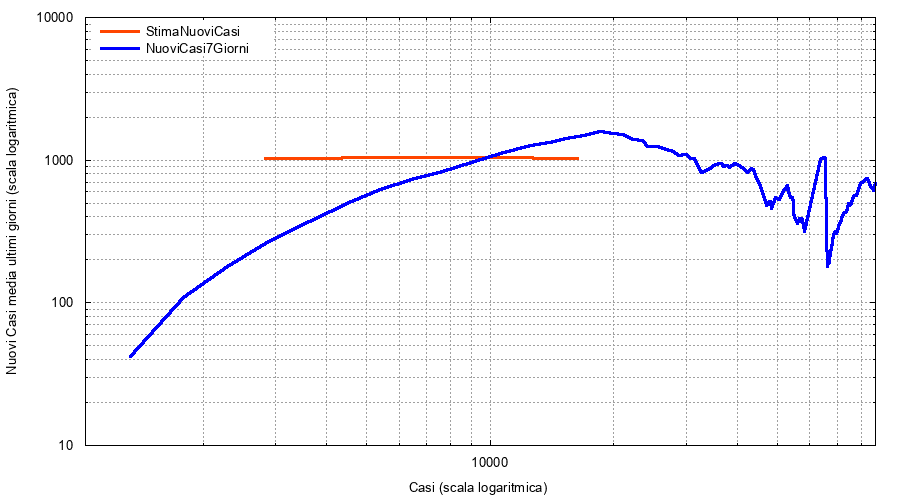 10000
StimaNuoviCasi
NuoviCasi7Giorni
1000
100
10
10000
Nuovi Casi media ultimi giorni (scala logaritmica)
Casi (scala logaritmica)